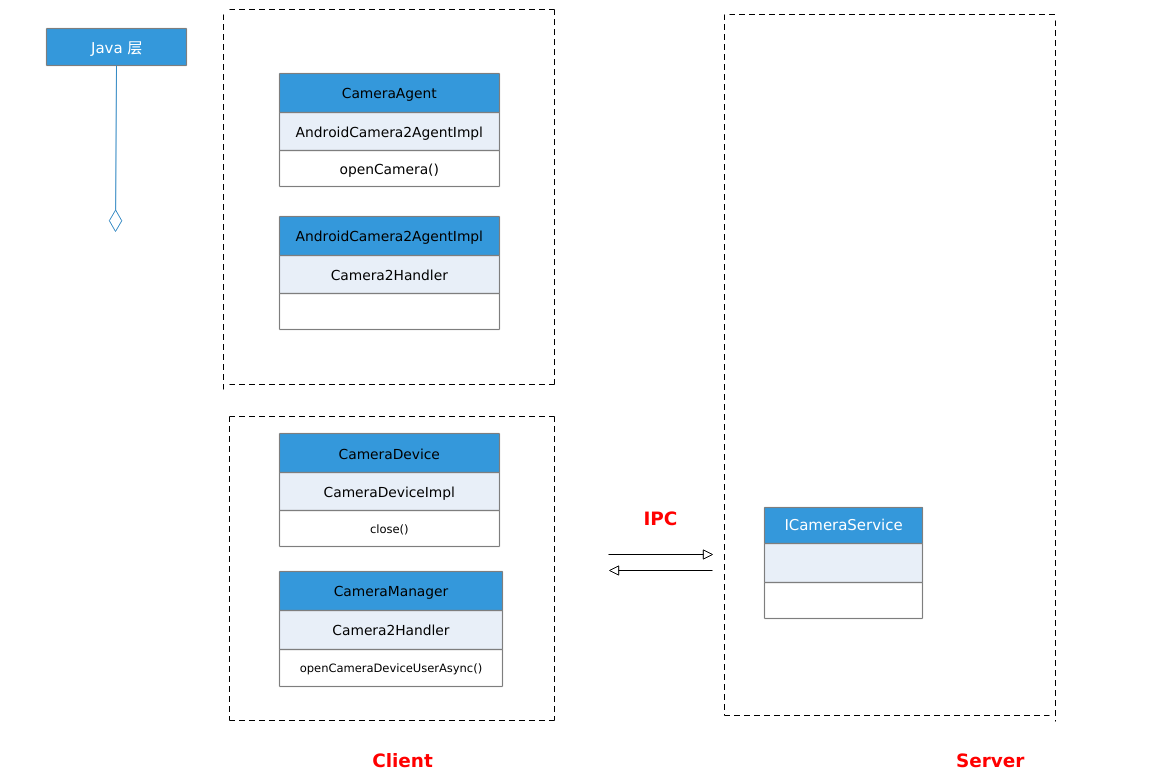 Java 层
CameraAgent
AndroidCamera2AgentImpl
openCamera()
AndroidCamera2AgentImpl
Camera2Handler
CameraDevice
CameraDeviceImpl
close()
CameraManager
Camera2Handler
openCameraDeviceUserAsync()
IPC
ICameraService
Client
Server